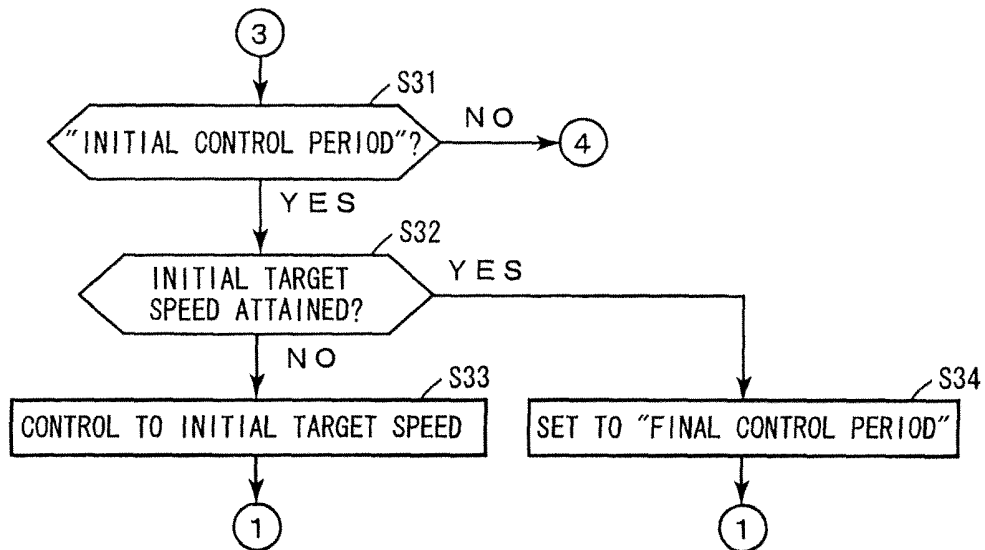 3
S31
"INITIAL CONTROL PERIOD"?
NO
4
YES
S32
INITIAL TARGET
SPEED ATTAINED?
YES
NO
S33
CONTROL TO INITIAL TARGET SPEED
S34
SET TO "FINAL CONTROL PERIOD"
1
1